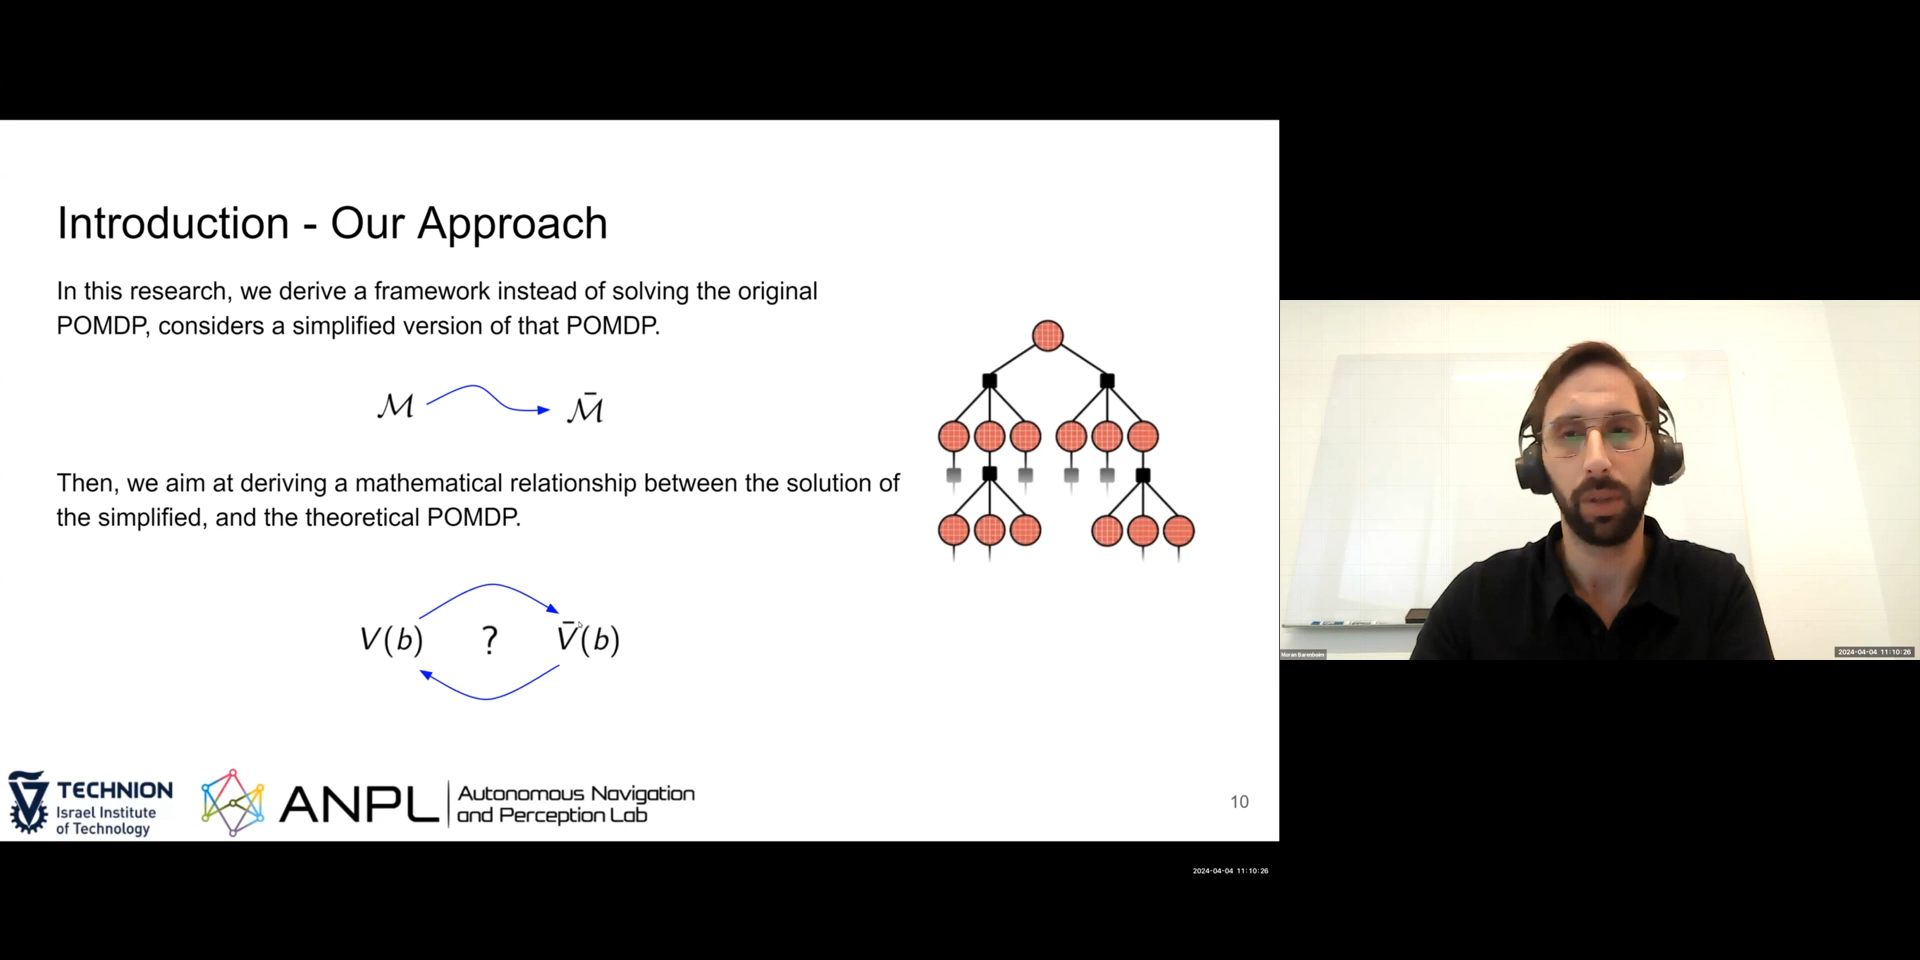 Introduction - Our Approach
In this research, we derive a framework instead of solving the original
POMDP, considers a simplified version of that POMDP.
ℳ ℳ̄
Then, we aim at deriving a mathematical relationship between the solution of
the simplified, and the theoretical POMDP.
V(b) ? V̄(b)
TECHNION
Israel Institute
of Technology
ANPL
Autonomous Navigation
and Perception Lab
10
2024-04-04 11:10:26
Moran Barenboim
2024-04-04 11:10:26